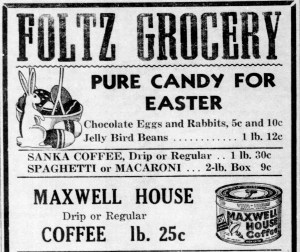 FOLTZ GROCERY
PURE CANDY FOR
EASTER
Chocolate Eggs and Rabbits, 5c and 10c
Jelly Bird Beans ............ 1 lb. 12c
SANKA COFFEE, Drip or Regular .. 1 lb. 30c
SPAGHETTI or MACARONI ... 2-lb. Box 9c
MAXWELL HOUSE
Drip or Regular
COFFEE lb. 25c
MAXWELL
HOUSE
Coffee